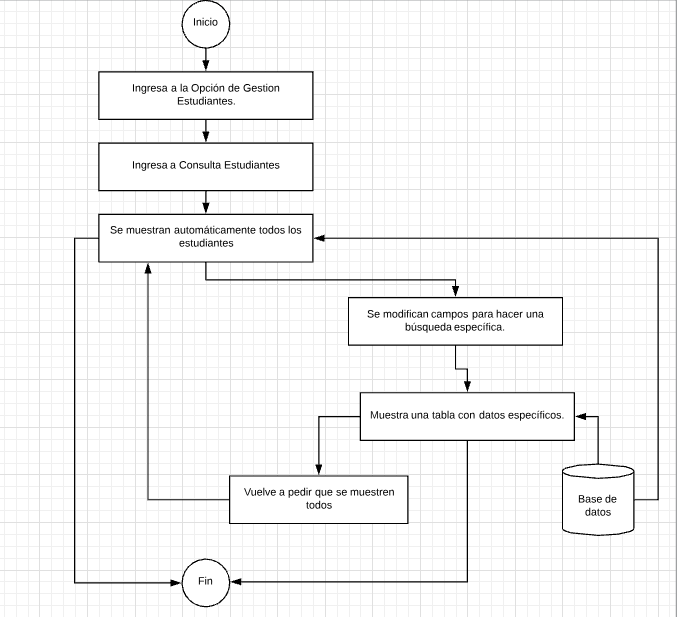 Inicio
Ingresa a la Opción de Gestion
Estudiantes.
Ingresa a Consulta Estudiantes
Se muestran automáticamente todos los
estudiantes
Se modifican campos para hacer una
búsqueda específica.
Muestra una tabla con datos específicos.
Vuelve a pedir que se muestren
todos
Base de
datos
Fin